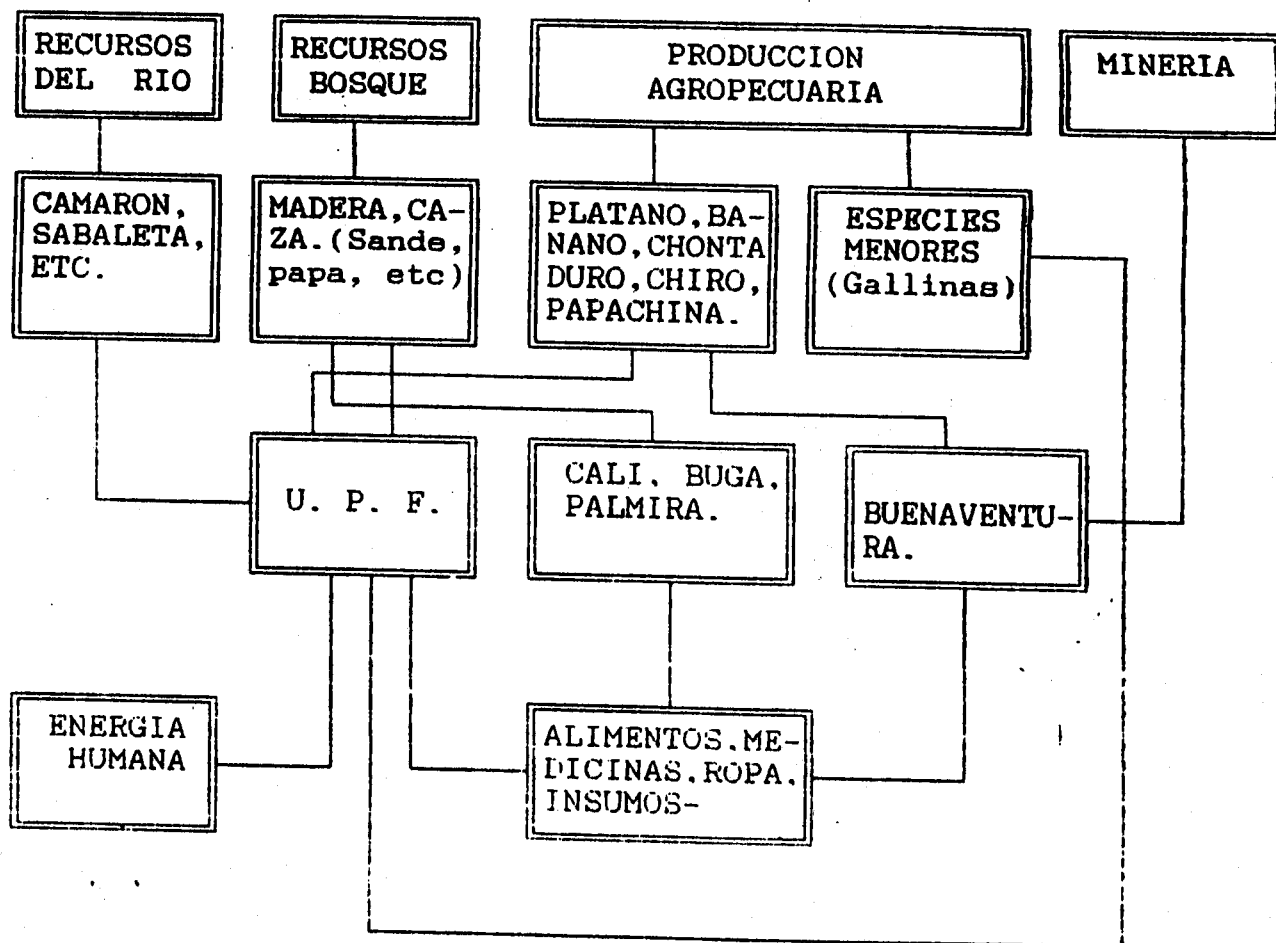 RECURSOS
DEL RIO
RECURSOS
BOSQUE
PRODUCCION
AGROPECUARIA
MINERIA
CAMARON,
SABALETA,
ETC.
MADERA,CA-
ZA.(Sande,
papa, etc)
PLATANO,BA-
NANO,CHONTA
DURO,CHIRO,
PAPACHINA.
ESPECIES
MENORES
(Gallinas)
U. P. F.
CALI. BUGA.
PALMIRA.
BUENAVENTU-
RA.
ENERGIA
HUMANA
ALIMENTOS.ME-
DICINAS.ROPA.
INSUMOS-